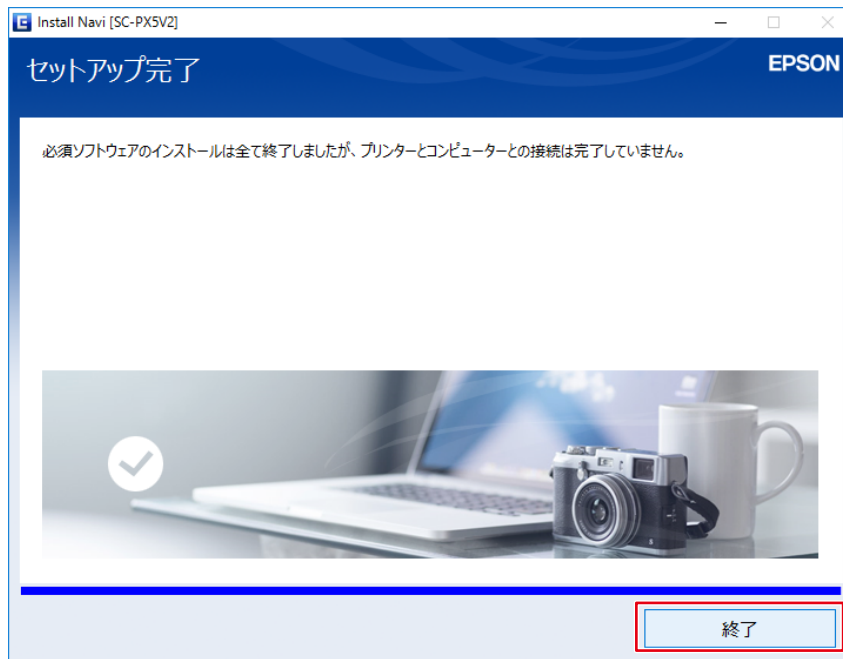 Install Navi [SC-PX5V2]
セットアップ完了
EPSON
必須ソフトウェアのインストールは全て終了しましたが、プリンターとコンピューターとの接続は完了していません。
終了